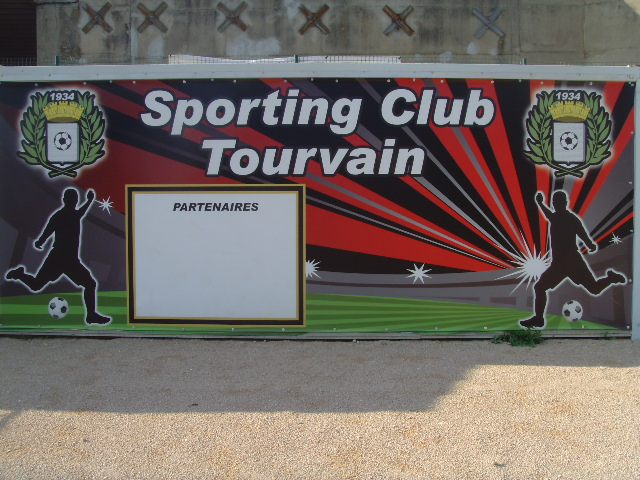 1934
Sporting Club
Tourvain
1934
PARTENAIRES